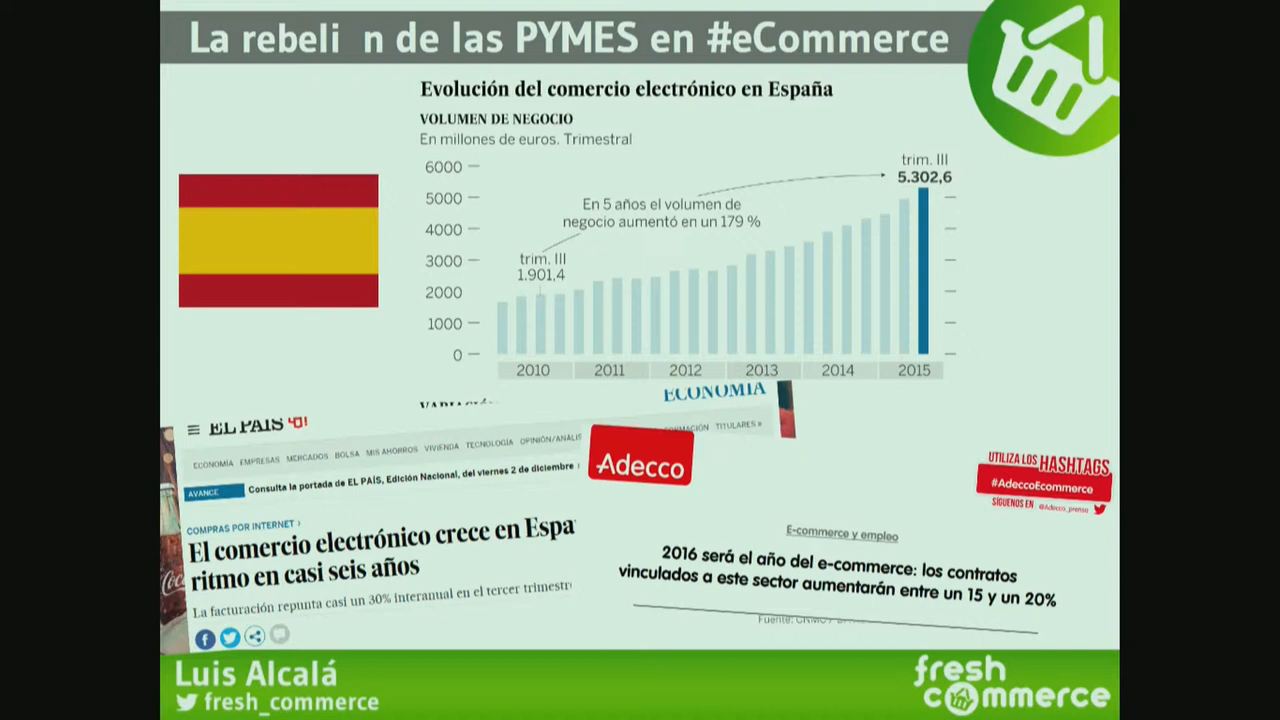 La rebeli n de las PYMES en #eCommerce
Evolución del comercio electrónico en España
VOLUMEN DE NEGOCIO
En millones de euros. Trimestral
6000
5000
4000
3000
2000
1000
0
trim. III
5.302,6
En 5 años el volumen de
negocio aumentó en un 179 %
trim. III
1.901,4
2010 2011 2012 2013 2014 2015
ECONOMÍA
EL PAÍS 40!
ECONOMÍA EMPRESAS MERCADOS BOLSA MIS AHORROS VIVIENDA TECNOLOGÍA OPINIÓN/ANÁLIS
TITULARES »
AVANCE
Consulta la portada de EL PAÍS, Edición Nacional, del viernes 2 de diciembre
COMPRAS POR INTERNET ›
El comercio electrónico crece en Espa
ritmo en casi seis años
La facturación repunta casi un 30% interanual en el tercer trimestr
Adecco
UTILIZA LOS HASHTAGS
#AdeccoEcommerce
SÍGUENOS EN @Adecco_prensa
E-commerce y empleo
2016 será el año del e-commerce: los contratos
vinculados a este sector aumentarán entre un 15 y un 20%
Fuente:
Luis Alcalá
fresh_commerce
fresh
commerce